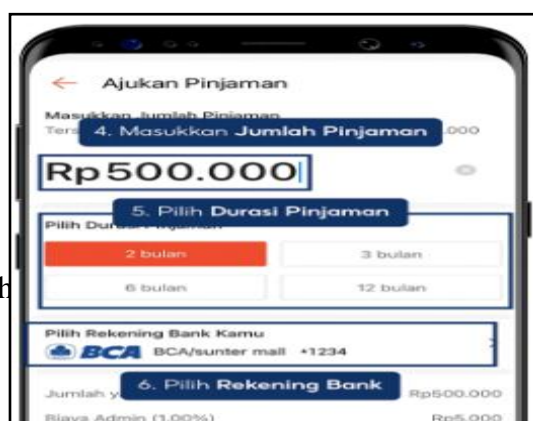 Ajukan Pinjaman
Masukkan Jumlah Pinjaman
4. Masukkan Jumlah Pinjaman
.000
Rp500.000
5. Pilih Durasi Pinjaman
2 bulan 3 bulan
6 bulan 12 bulan
Pilih Rekening Bank Kamu
BCA BCA/sunter mall *1234
6. Pilih Rekening Bank
Jumlah Rp500.000
Biaya Admin (1.00%) Rp5.000